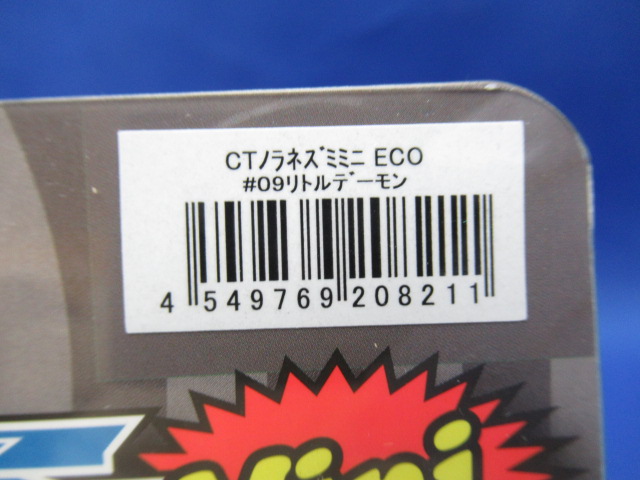 CTﾉﾗﾈｽﾞﾐﾐﾆ ECO
#09ﾘﾄﾙﾃﾞｰﾓﾝ
4 549769 208211
Mini